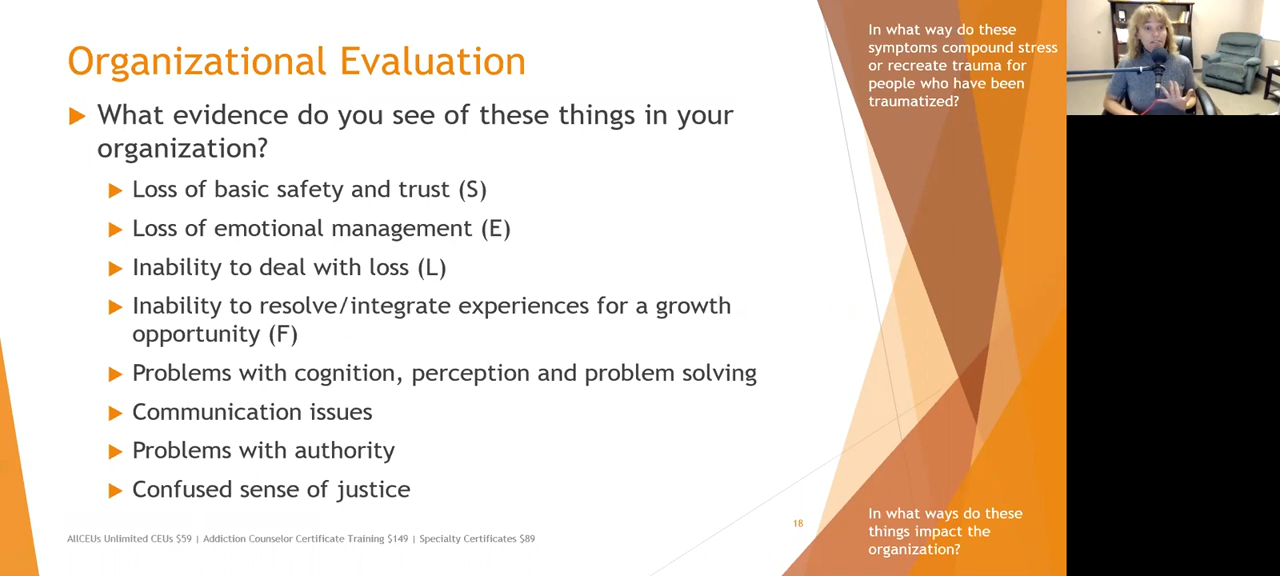 Organizational Evaluation
What evidence do you see of these things in your
organization?
Loss of basic safety and trust (S)
Loss of emotional management (E)
Inability to deal with loss (L)
Inability to resolve/integrate experiences for a growth
opportunity (F)
Problems with cognition, perception and problem solving
Communication issues
Problems with authority
Confused sense of justice
AllCEUs Unlimited CEUs $59 | Addiction Counselor Certificate Training $149 | Specialty Certificates $89
18
In what way do these
symptoms compound stress
or recreate trauma for
people who have been
traumatized?
In what ways do these
things impact the
organization?